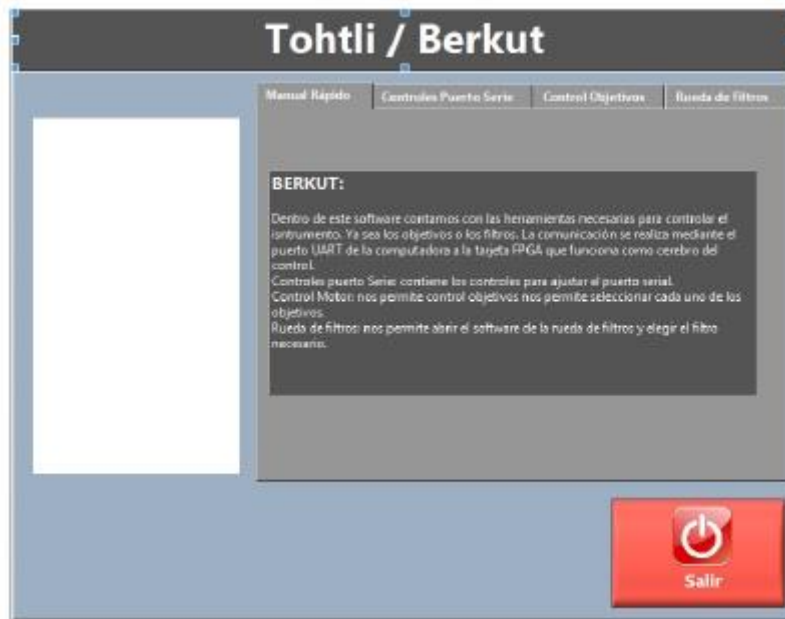 Tohtli / Berkut
Manual Rápido
Controles Puerto Serie
Control Objetivos
Rueda de Filtros
BERKUT:
Dentro de este software contamos con las herramientas necesarias para controlar el
isntrumento. Ya sea los objetivos o los filtros. La comunicación se realiza mediante el
puerto UART de la computadora a la tarjeta FPGA que funciona como cerebro del
control.
Controles puerto Serie: contiene los controles para ajustar el puerto serial.
Control Motor: nos permite control objetivos nos permite seleccionar cada uno de los
objetivos.
Rueda de filtros: nos permite abrir el software de la rueda de filtros y elegir el filtro
necesario.
Salir